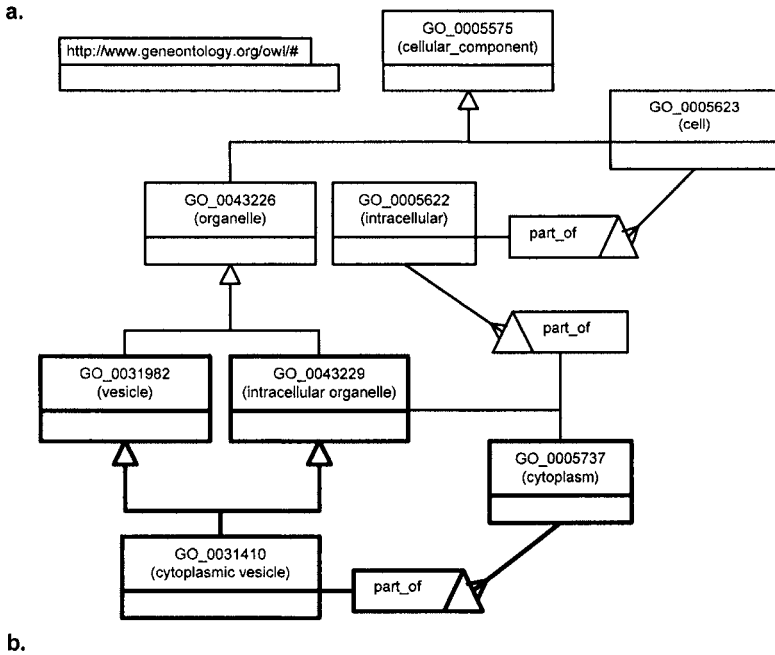 a.
http://www.geneontology.org/owl/#
GO_0005575
(cellular_component)
GO_0005623
(cell)
GO_0043226
(organelle)
GO_0005622
(intracellular)
part_of
part_of
GO_0031982
(vesicle)
GO_0043229
(intracellular organelle)
GO_0005737
(cytoplasm)
GO_0031410
(cytoplasmic vesicle)
part_of
b.